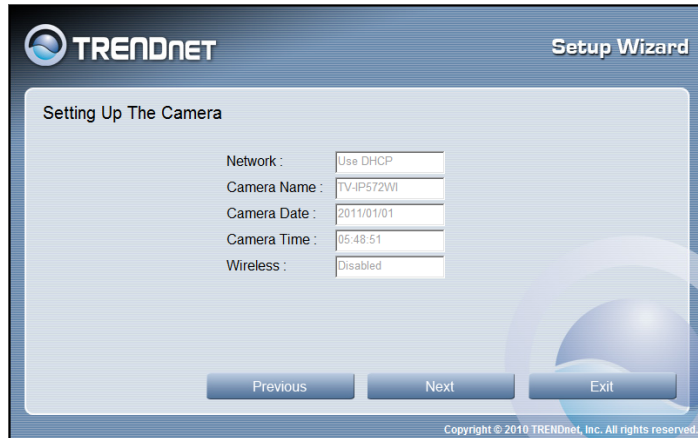 TRENDnet
Setup Wizard
Setting Up The Camera
Network : Use DHCP
Camera Name : TV-IP572WI
Camera Date : 2011/01/01
Camera Time : 05:48:51
Wireless : Disabled
Previous Next Exit
Copyright © 2010 TRENDnet, Inc. All rights reserved.